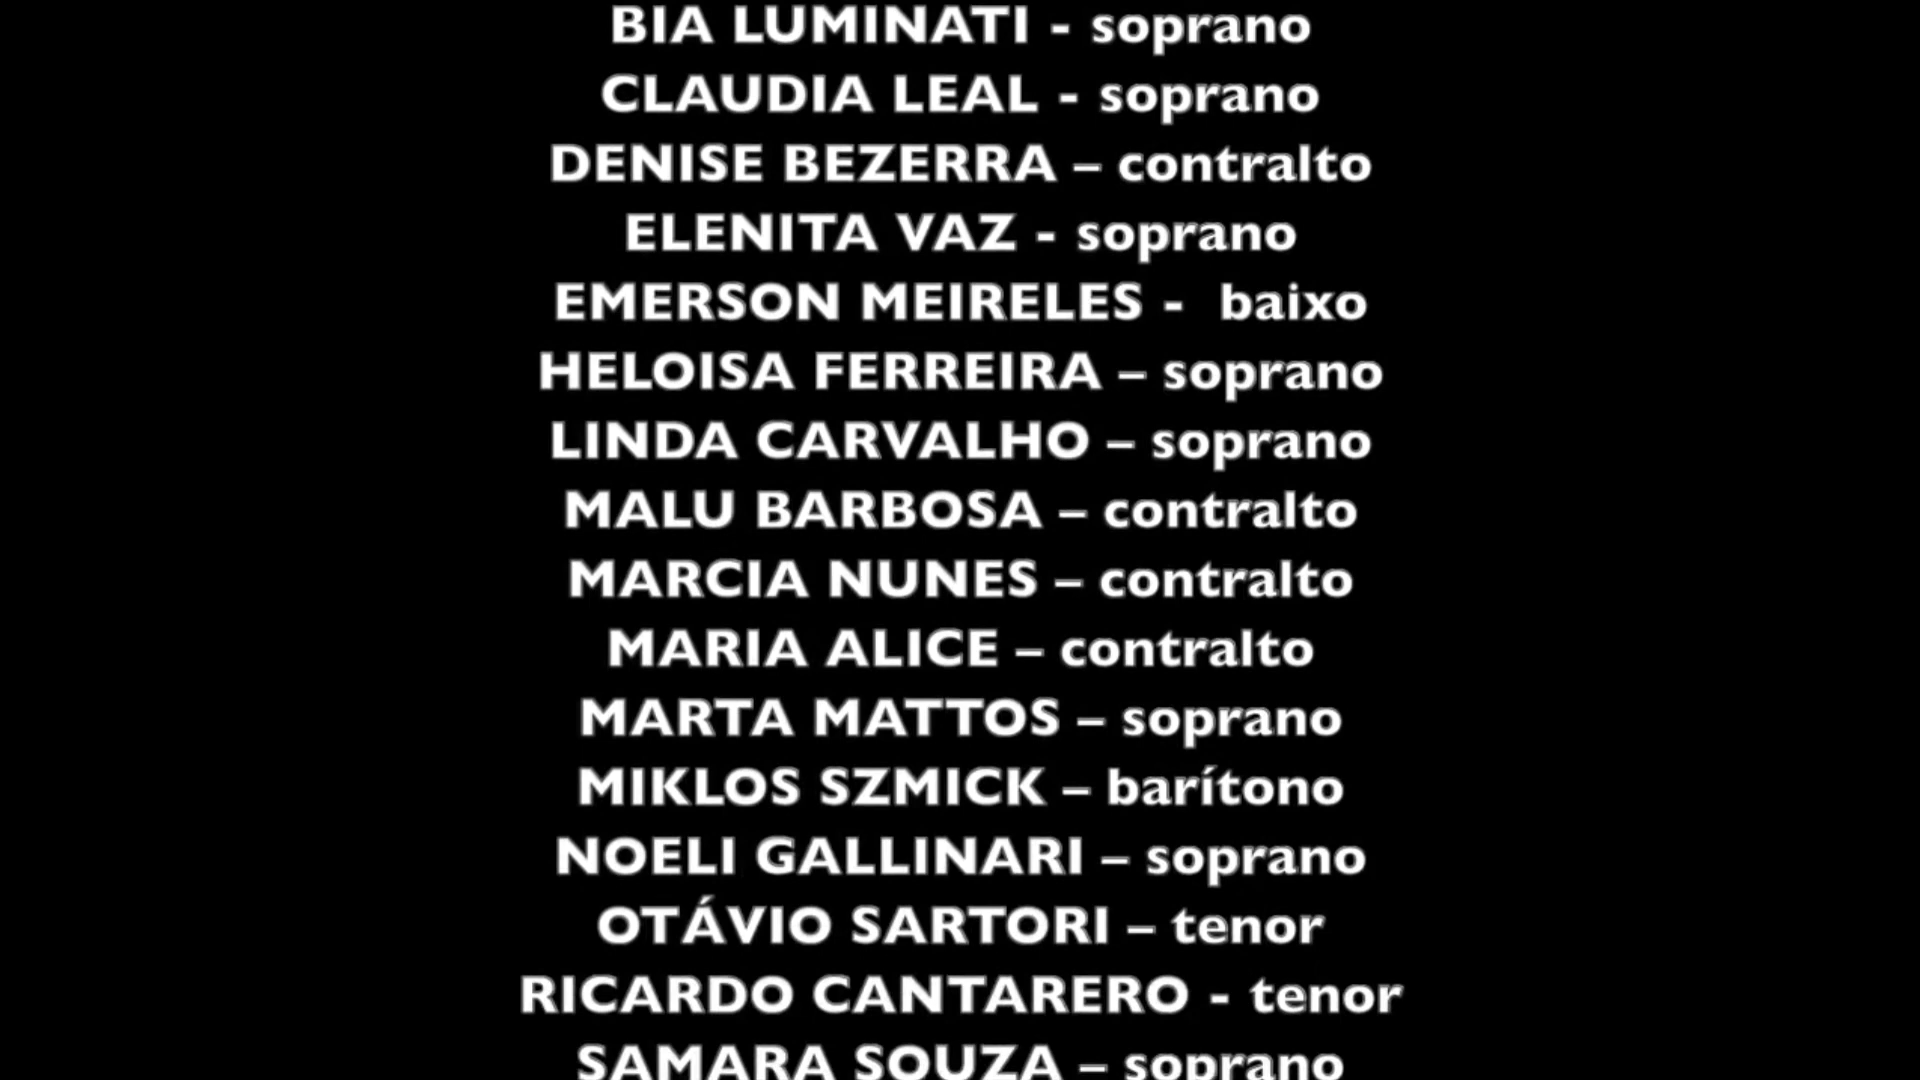 BIA LUMINATI - soprano
CLAUDIA LEAL - soprano
DENISE BEZERRA – contralto
ELENITA VAZ - soprano
EMERSON MEIRELES -  baixo
HELOISA FERREIRA – soprano
LINDA CARVALHO – soprano
MALU BARBOSA – contralto
MARCIA NUNES – contralto
MARIA ALICE – contralto
MARTA MATTOS – soprano
MIKLOS SZMICK – barítono
NOELI GALLINARI – soprano
OTÁVIO SARTORI – tenor
RICARDO CANTARERO - tenor
SAMARA SOUZA – soprano